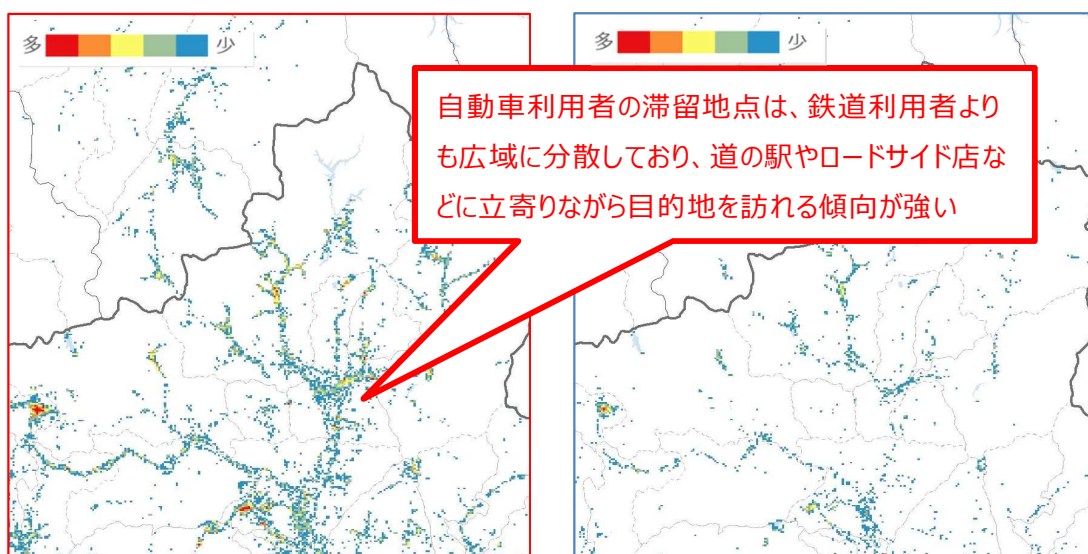 多 少
多 少
自動車利用者の滞留地点は、鉄道利用者より
も広域に分散しており、道の駅やロードサイド店な
どに立寄りながら目的地を訪れる傾向が強い